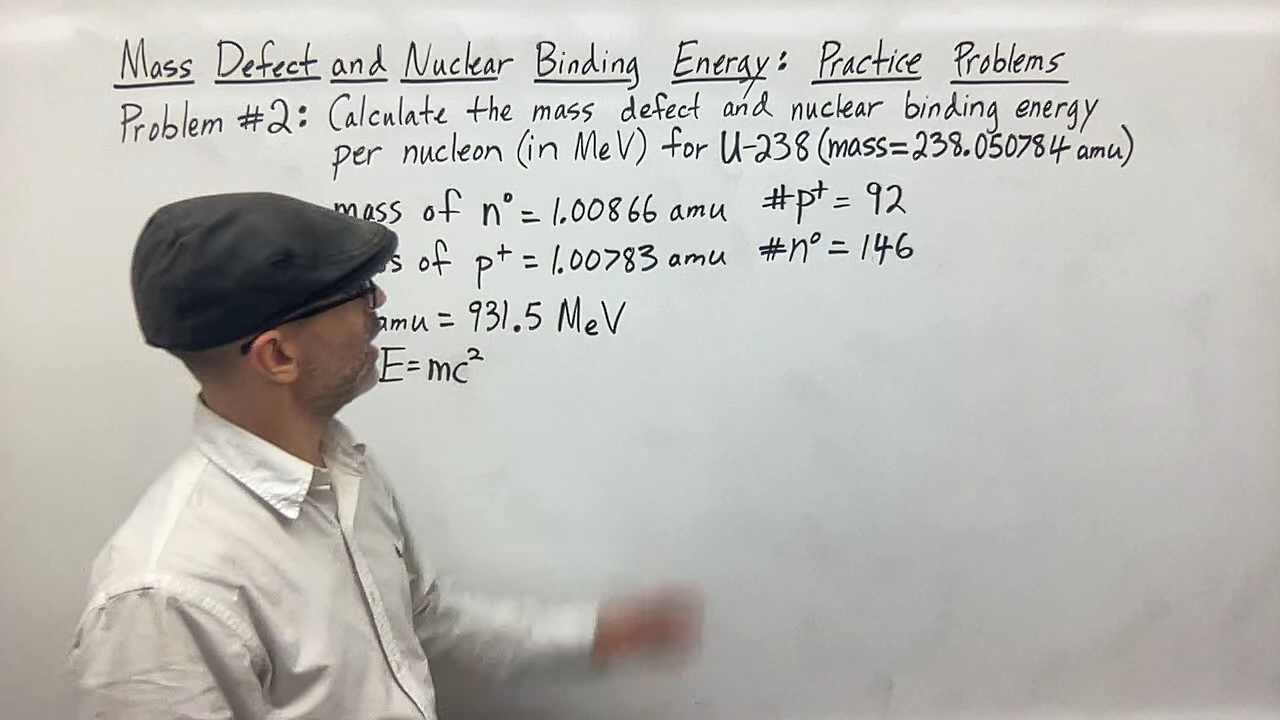 Mass Defect and Nuclear Binding Energy: Practice Problems
Problem #2: Calculate the mass defect and nuclear binding energy
per nucleon (in MeV) for U-238 (mass=238.050784 amu)
mass of n° = 1.00866 amu #p⁺ = 92
of p⁺ = 1.00783 amu #n° = 146
amu = 931.5 MeV
E=mc²